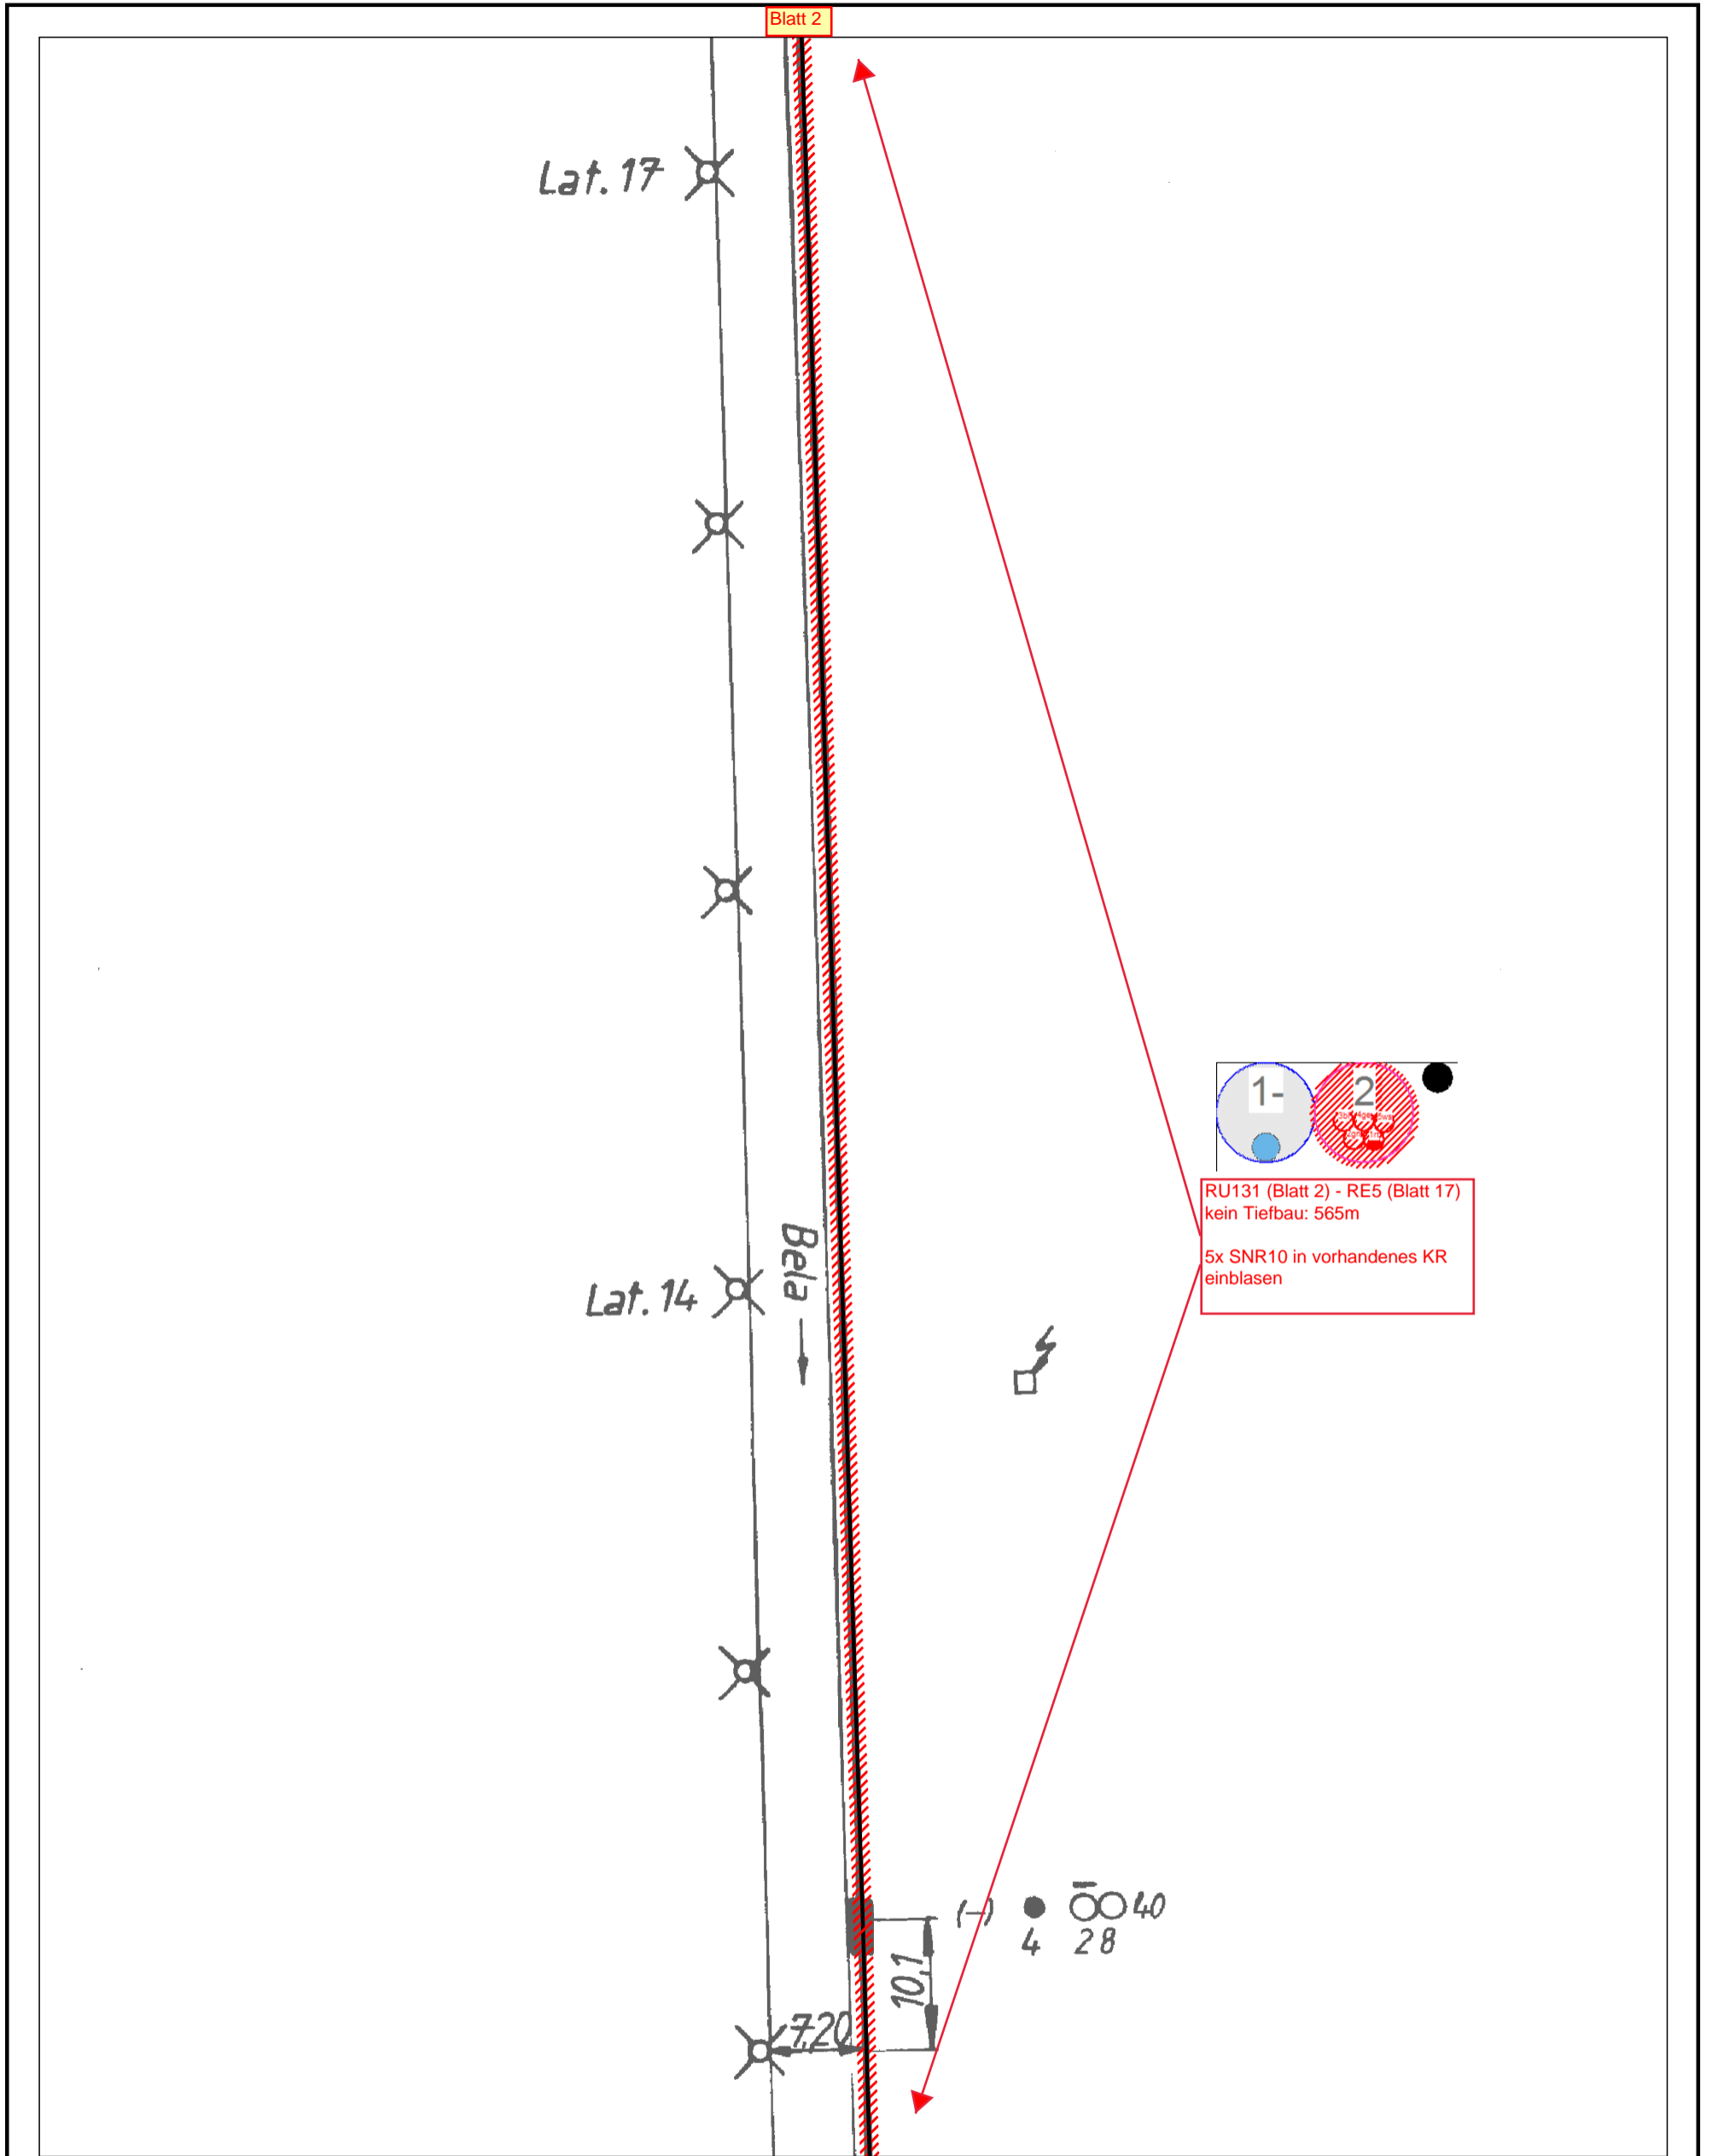 Blatt 2
Lat. 17
1-
2
RU131 (Blatt 2) - RE5 (Blatt 17)
kein Tiefbau: 565m
5x SNR10 in vorhandenes KR
einblasen
Bela
Lat. 14
(-)
40
4
28
10,1
7,20